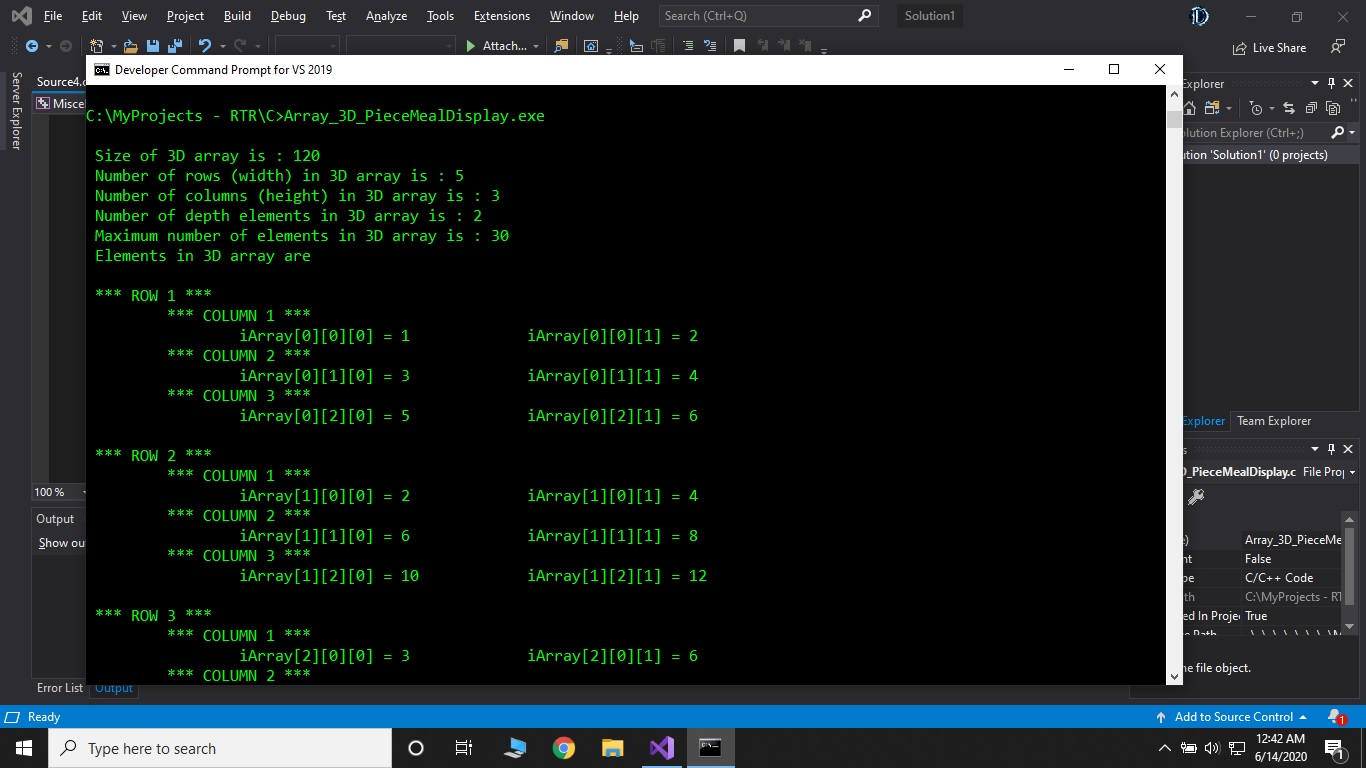 File Edit View Project Build Debug Test Analyze Tools Extensions Window Help Search (Ctrl+Q) Solution1
Attach... Live Share
Server Explorer
Source4.c
Developer Command Prompt for VS 2019
Explorer
C:\MyProjects - RTR\C>Array_3D_PieceMealDisplay.exe
Size of 3D array is : 120
Number of rows (width) in 3D array is : 5
Number of columns (height) in 3D array is : 3
Number of depth elements in 3D array is : 2
Maximum number of elements in 3D array is : 30
Elements in 3D array are
*** ROW 1 ***
*** COLUMN 1 ***
iArray[0][0][0] = 1 iArray[0][0][1] = 2
*** COLUMN 2 ***
iArray[0][1][0] = 3 iArray[0][1][1] = 4
*** COLUMN 3 ***
iArray[0][2][0] = 5 iArray[0][2][1] = 6
*** ROW 2 ***
*** COLUMN 1 ***
iArray[1][0][0] = 2 iArray[1][0][1] = 4
*** COLUMN 2 ***
iArray[1][1][0] = 6 iArray[1][1][1] = 8
*** COLUMN 3 ***
iArray[1][2][0] = 10 iArray[1][2][1] = 12
*** ROW 3 ***
*** COLUMN 1 ***
iArray[2][0][0] = 3 iArray[2][0][1] = 6
*** COLUMN 2 ***
Misce
100 %
Output
Show ou
Error List Output
olution Explorer (Ctrl+;)
ution 'Solution1' (0 projects)
Explorer Team Explorer
D_PieceMealDisplay.c File Prop
Array_3D_PieceMe
nt False
pe C/C++ Code
th C:\MyProjects - RT
ed In Projec True
he file object.
Ready Add to Source Control 1
Type here to search
12:42 AM
6/14/2020
1